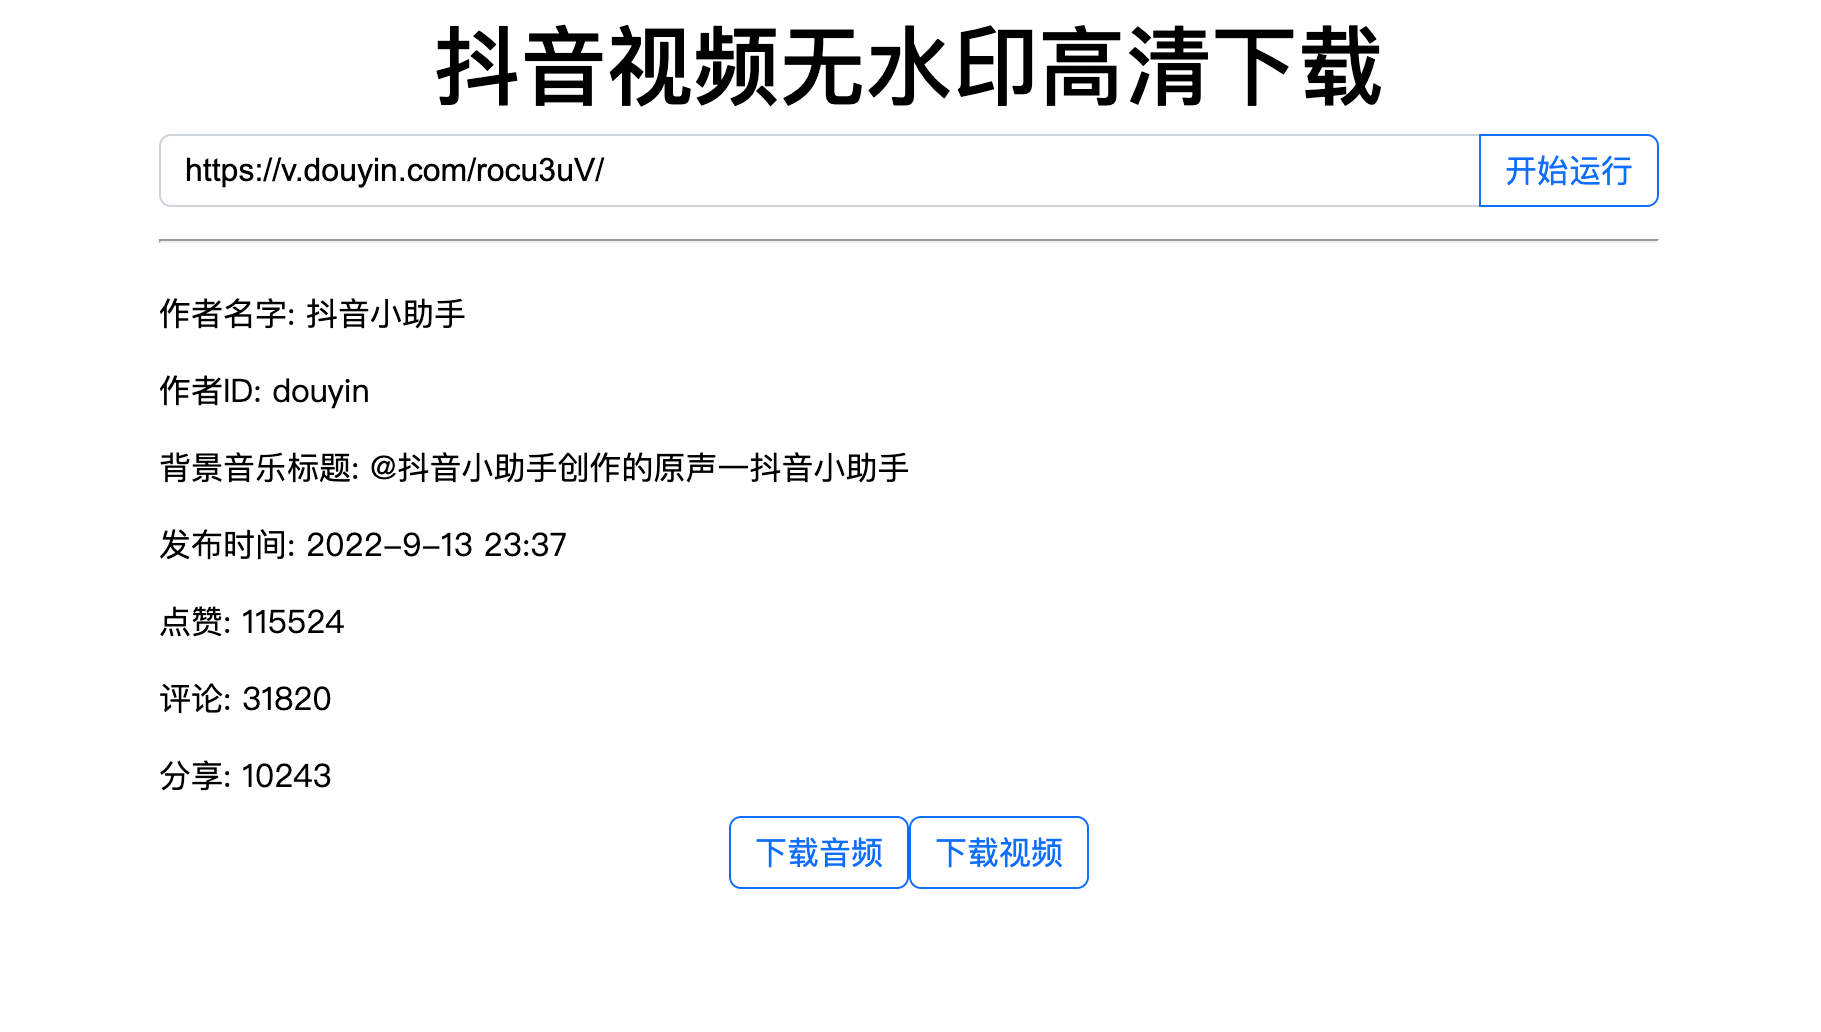 抖音视频无水印高清下载
https://v.douyin.com/rocu3uV/
开始运行
作者名字: 抖音小助手
作者ID: douyin
背景音乐标题: @抖音小助手创作的原声一抖音小助手
发布时间: 2022-9-13 23:37
点赞: 115524
评论: 31820
分享: 10243
下载音频 下载视频